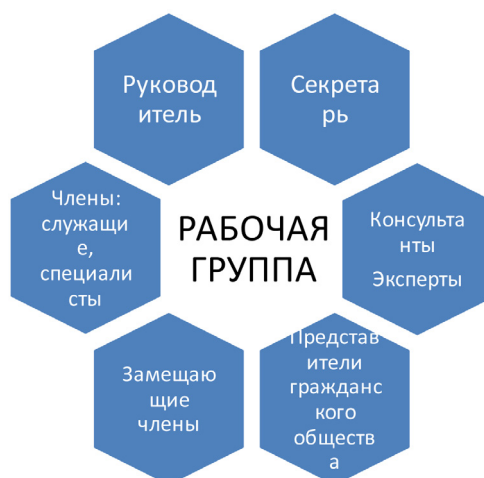 Руковод
итель
Секрета
рь
Члены:
служащи
е,
специали
сты
РАБОЧАЯ
ГРУППА
Консульта
нты
Эксперты
Замещаю
щие
члены
Представ
ители
гражданс
кого
обществ
а